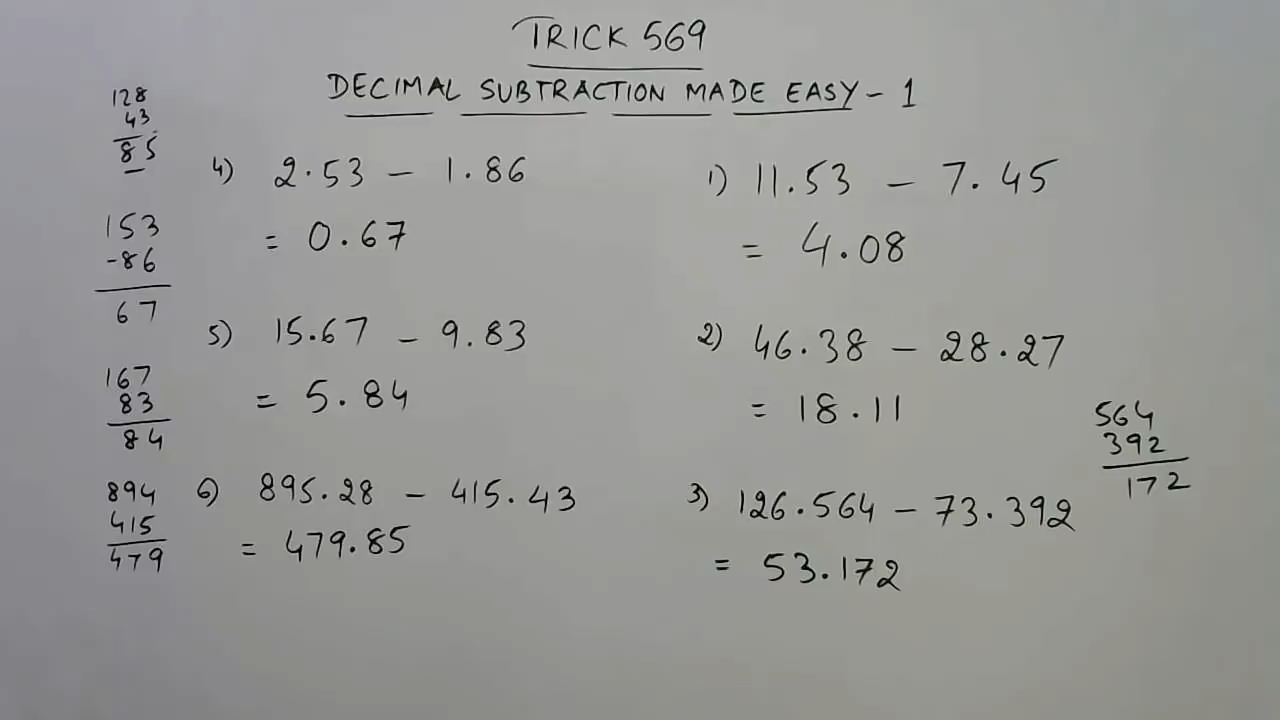 TRICK 569
DECIMAL SUBTRACTION MADE EASY - 1
128
43
85
4) 2.53 - 1.86
= 0.67
153
-86
67
5) 15.67 - 9.83
= 5.84
167
83
84
6) 895.28 - 415.43
= 479.85
894
415
479
1) 11.53 - 7.45
= 4.08
2) 46.38 - 28.27
= 18.11
3) 126.564 - 73.392
= 53.172
564
392
172